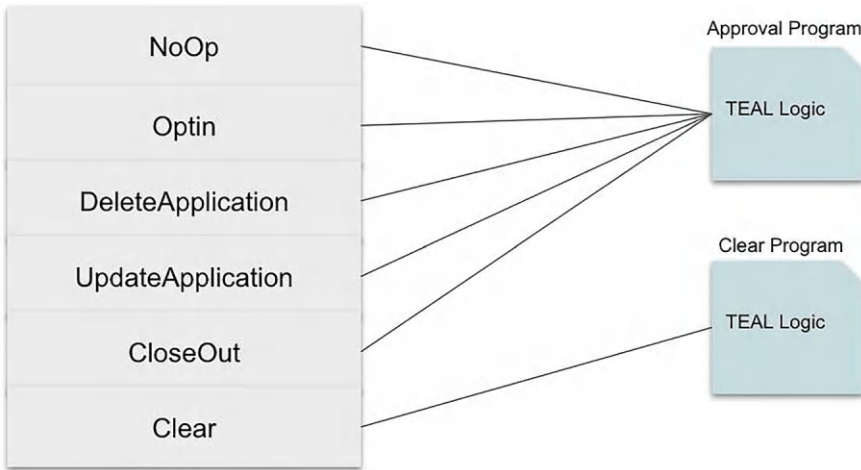 NoOp
Optin
DeleteApplication
UpdateApplication
CloseOut
Clear
Approval Program
TEAL Logic
Clear Program
TEAL Logic